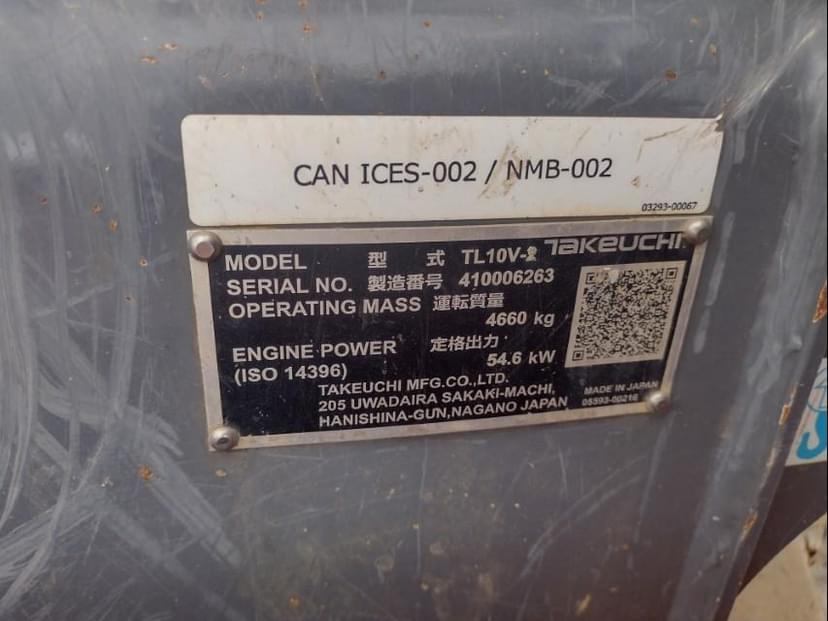 CAN ICES-002 / NMB-002
03293-00067
TAKEUCHI
MODEL 型 式 TL10V-2
SERIAL NO. 製造番号 410006263
OPERATING MASS 運転質量
4660 kg
ENGINE POWER 定格出力
(ISO 14396) 54.6 kW
TAKEUCHI MFG.CO.,LTD.
205 UWADAIRA SAKAKI-MACHI,
HANISHINA-GUN,NAGANO JAPAN
MADE IN JAPAN
05593-00216